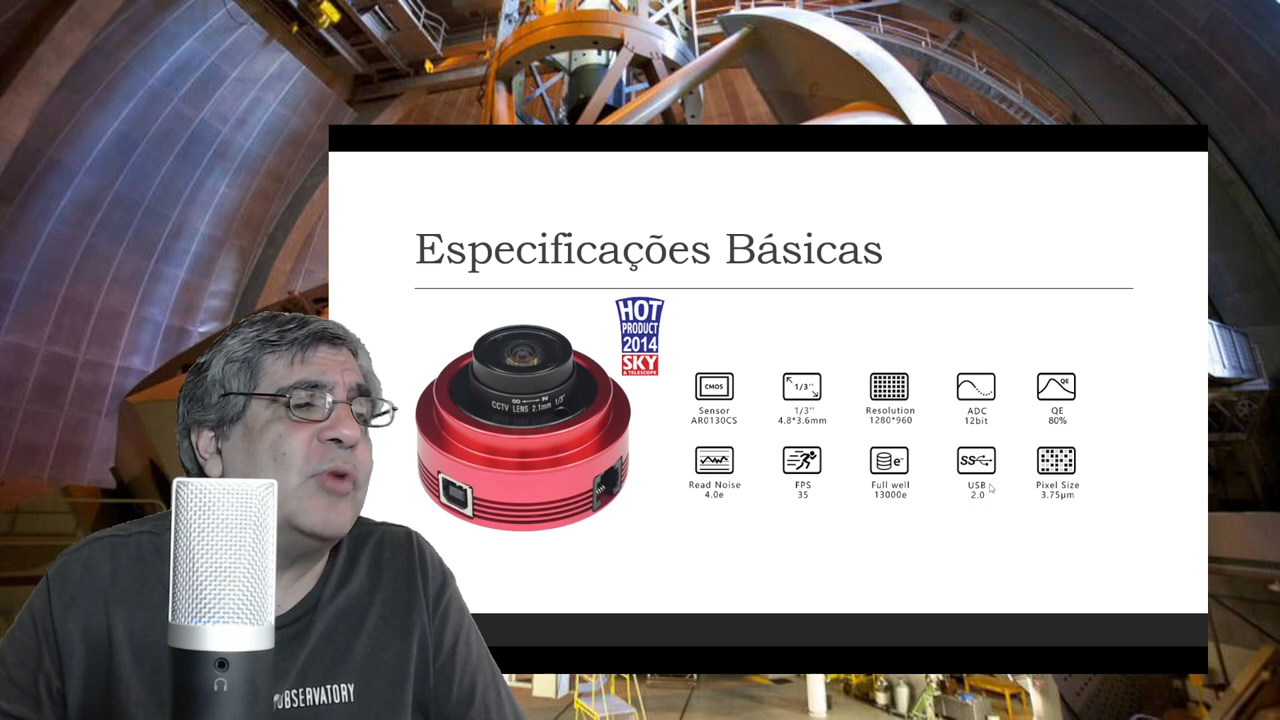 Especificações Básicas
HOT
PRODUCT
2014
SKY
& TELESCOPE
CCTV LENS 2.1mm 1/3"
∞ ⟷ N
CMOS
Sensor
AR0130CS
1/3''
1/3''
4.8*3.6mm
Resolution
1280*960
ADC
12bit
QE
QE
80%
Read Noise
4.0e
FPS
35
e-
Full well
13000e
SS
USB
2.0
Pixel Size
3.75μm
OBSERVATORY